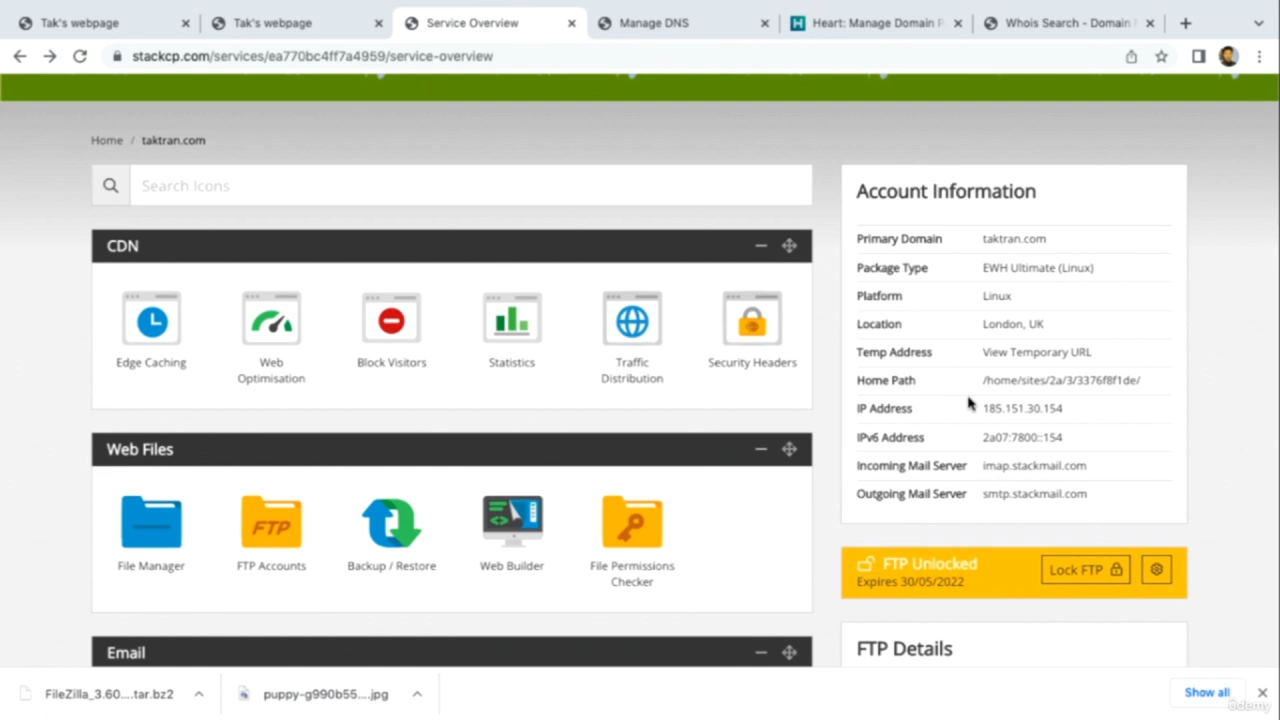 Tak's webpage
Tak's webpage
Service Overview
Manage DNS
Heart: Manage Domain P
Whois Search - Domain
stackcp.com/services/ea770bc4ff7a4959/service-overview
Home / taktran.com
Search Icons
CDN
Edge Caching
Web
Optimisation
Block Visitors
Statistics
Traffic
Distribution
Security Headers
Web Files
File Manager
FTP
FTP Accounts
Backup / Restore
Web Builder
File Permissions
Checker
Email
Account Information
Primary Domain taktran.com
Package Type EWH Ultimate (Linux)
Platform Linux
Location London, UK
Temp Address View Temporary URL
Home Path /home/sites/2a/3/3376f8f1de/
IP Address 185.151.30.154
IPv6 Address 2a07:7800::154
Incoming Mail Server imap.stackmail.com
Outgoing Mail Server smtp.stackmail.com
FTP Unlocked
Expires 30/05/2022
Lock FTP
FTP Details
FileZilla_3.60....tar.bz2
puppy-g990b55....jpg
Show all
ûdemy